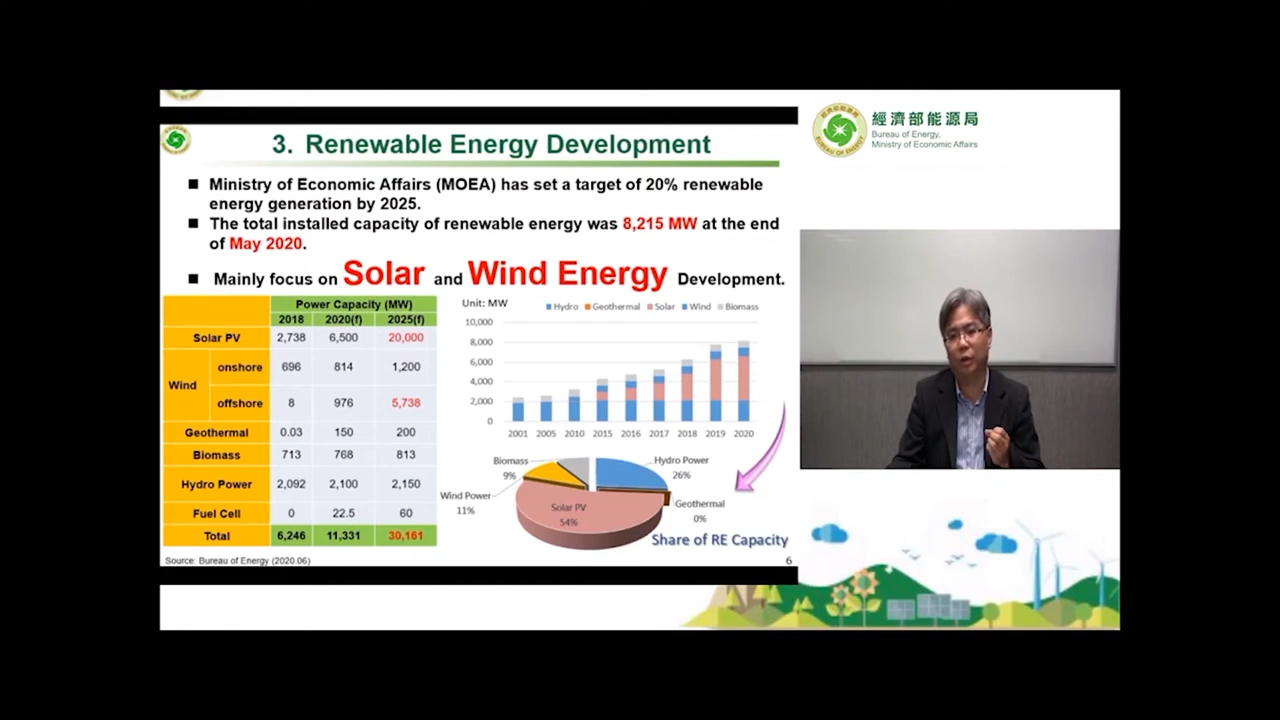 3. Renewable Energy Development
■ Ministry of Economic Affairs (MOEA) has set a target of 20% renewable
energy generation by 2025.
■ The total installed capacity of renewable energy was 8,215 MW at the end
of May 2020.
■ Mainly focus on Solar and Wind Energy Development.
Power Capacity (MW)
2018 2020(f) 2025(f)
Solar PV 2,738 6,500 20,000
Wind onshore 696 814 1,200
offshore 8 976 5,738
Geothermal 0.03 150 200
Biomass 713 768 813
Hydro Power 2,092 2,100 2,150
Fuel Cell 0 22.5 60
Total 6,246 11,331 30,161
Source: Bureau of Energy (2020.06)
Unit: MW
Hydro Geothermal Solar Wind Biomass
10,000
8,000
6,000
4,000
2,000
0
2001 2005 2010 2015 2016 2017 2018 2019 2020
Biomass
9%
Wind Power
11%
Solar PV
54%
Hydro Power
26%
Geothermal
0%
Share of RE Capacity
6
經濟部能源局
Bureau of Energy,
Ministry of Economic Affairs